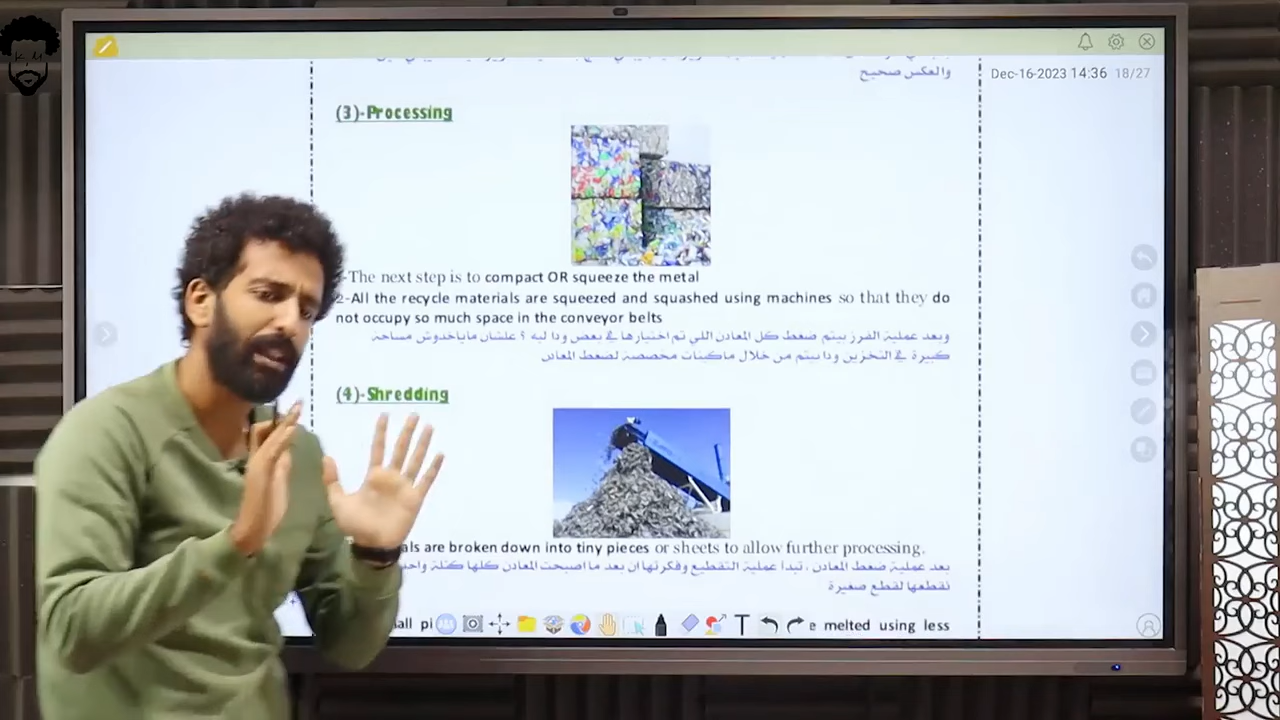 والعكس صحيح
Dec-16-2023 14:36 18/27
(3)-Processing
-The next step is to compact OR squeeze the metal
2-All the recycle materials are squeezed and squashed using machines so that they do
not occupy so much space in the conveyor belts
وبعد عملية الفرز بيتم ضغط كل المعادن اللي تم اختيارها في بعض ودا ليه ؟ علشان ماياخدوش مساحة
كبيرة في التخزين ودا بيتم من خلال ماكينات مخصصة لضغط المعادن
(4)-Shredding
als are broken down into tiny pieces or sheets to allow further processing.
بعد عملية ضغط المعادن ، تبدأ عملية التقطيع وفكرتها ان بعد ما اصبحت المعادن كلها كتلة
نقطعها لقطع صغيرة
all pi
e melted using less